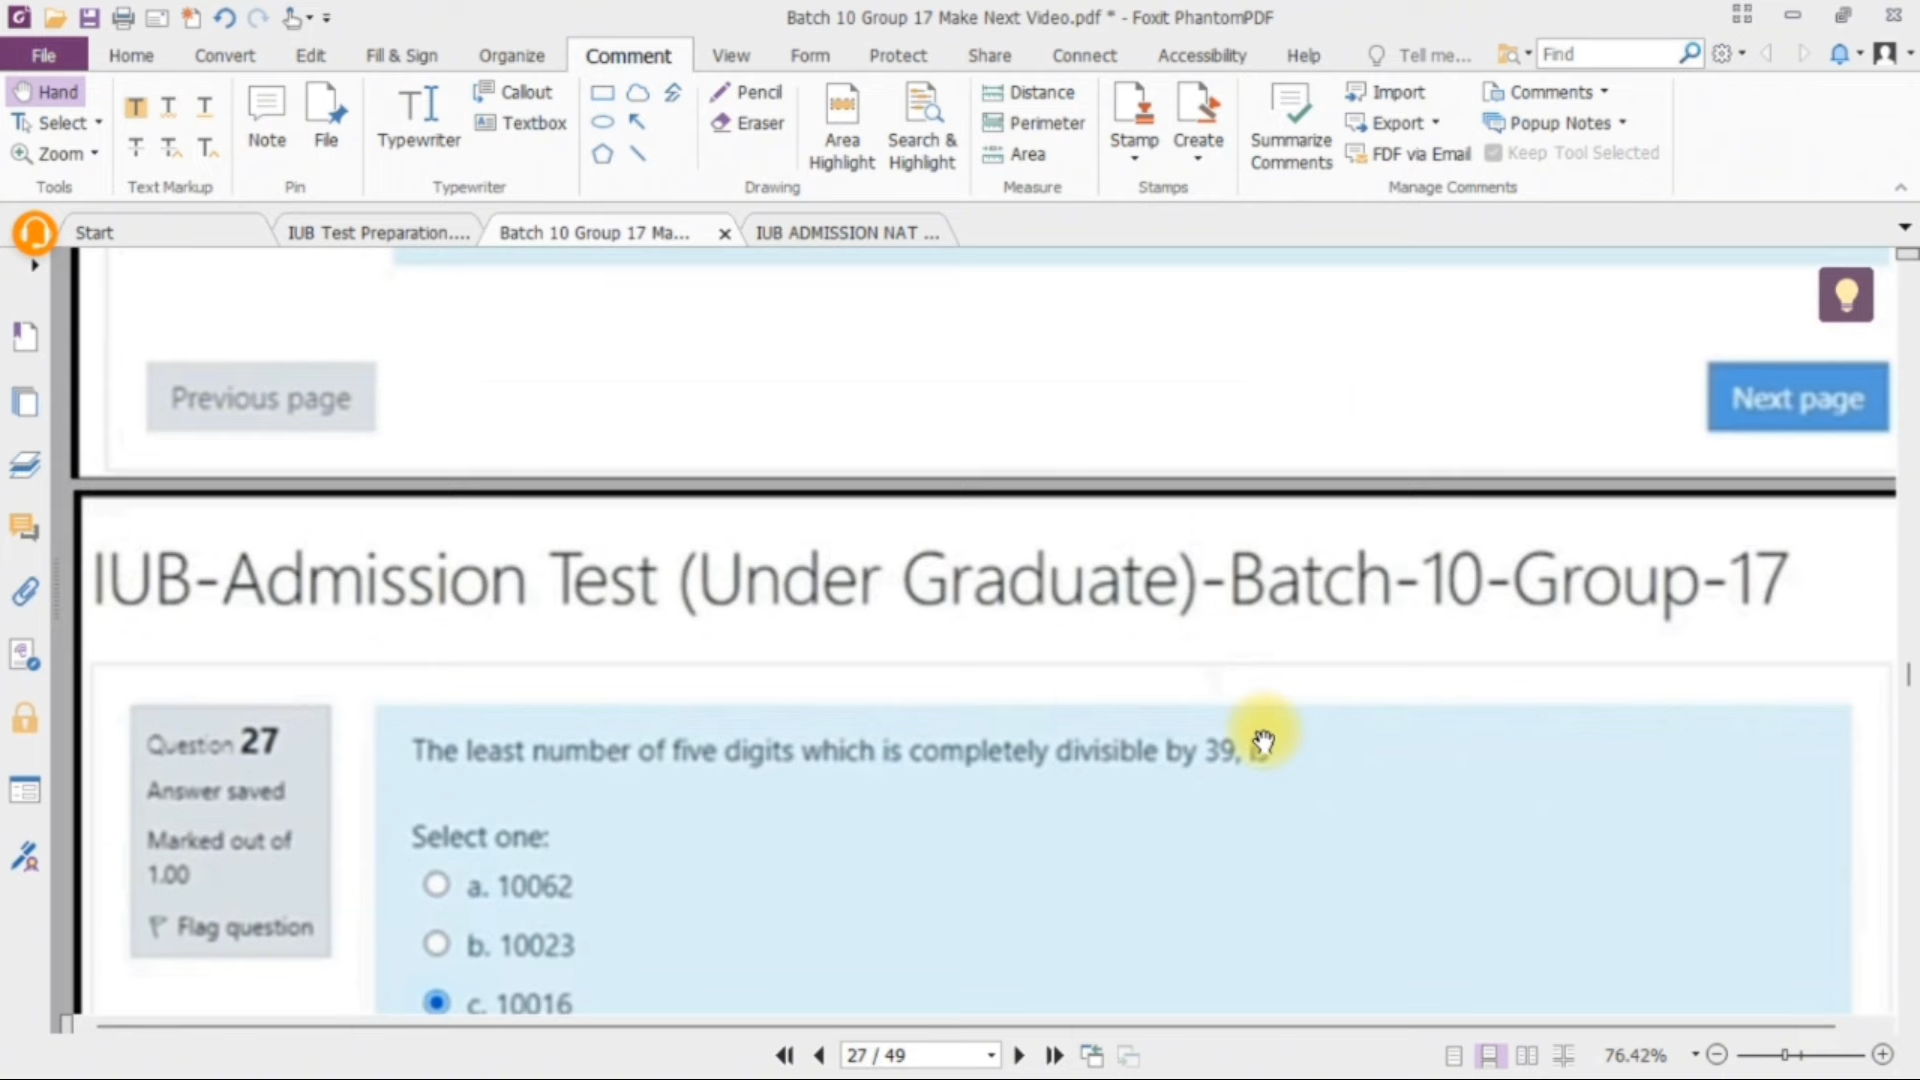 Batch 10 Group 17 Make Next Video.pdf * - Foxit PhantomPDF
File Home Convert Edit Fill & Sign Organize Comment View Form Protect Share Connect Accessibility Help Tell me... Find
Hand
Select
Zoom
Tools
Text Markup
Note
File
Pin
Typewriter
Callout
Textbox
Typewriter
Pencil
Eraser
Area Highlight
Search & Highlight
Drawing
Distance
Perimeter
Area
Measure
Stamp
Create
Stamps
Summarize Comments
Import
Export
FDF via Email
Comments
Popup Notes
Keep Tool Selected
Manage Comments
Start
IUB Test Preparation....
Batch 10 Group 17 Ma...
IUB ADMISSION NAT ...
Previous page
Next page
IUB-Admission Test (Under Graduate)-Batch-10-Group-17
Question 27
Answer saved
Marked out of
1.00
Flag question
The least number of five digits which is completely divisible by 39, is
Select one:
a. 10062
b. 10023
c. 10016
27 / 49
76.42%